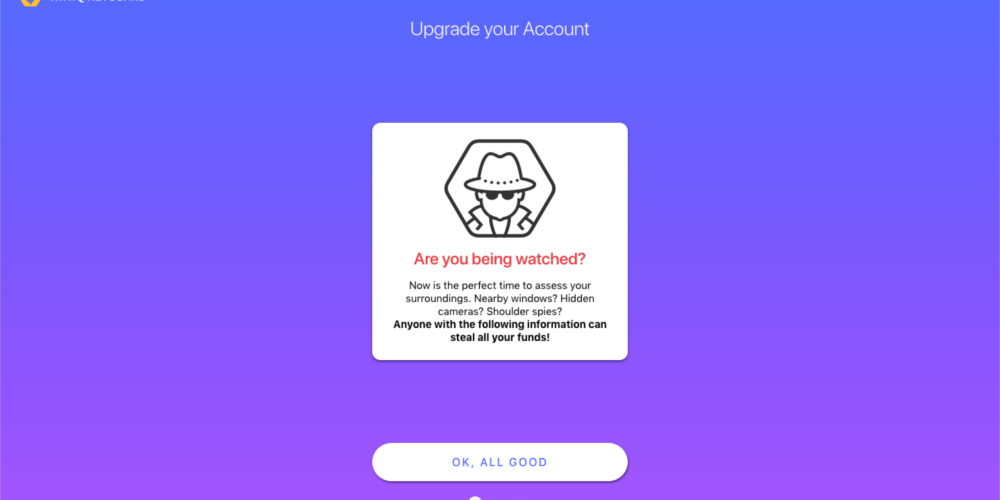 Upgrade your Account
Are you being watched?
Now is the perfect time to assess your
surroundings. Nearby windows? Hidden
cameras? Shoulder spies?
Anyone with the following information can
steal all your funds!
OK, ALL GOOD